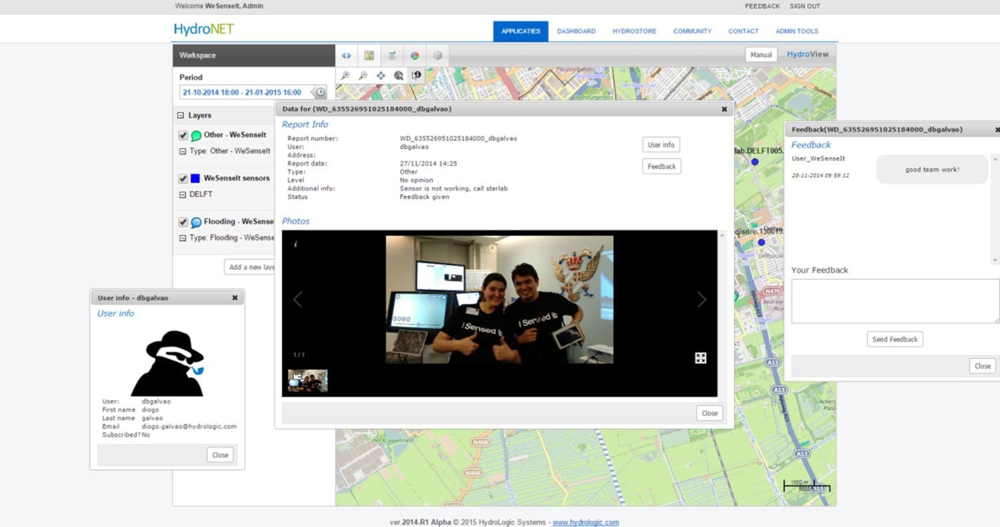 Welcome WeSenseIt, Admin
FEEDBACK SIGN OUT
HydroNET
APPLICATIES DASHBOARD HYDROSTORE COMMUNITY CONTACT ADMIN TOOLS
Workspace
Manual HydroView
Period
21-10-2014 18:00 - 21-01-2015 16:00
Layers
Other - WeSenseIt
Type: Other - WeSenseIt
WeSenseIt sensors
DELFT
Flooding - WeSense
Type: Flooding - WeSense
Add a new laye
Data for (WD_635526951025184000_dbgalvao)
Report Info
Report number: WD_635526951025184000_dbgalvao
User: dbgalvao
Address:
Report date: 27/11/2014 14:25
Type: Other
Level No opinion
Additional info: Sensor is not working, call starlab
Status Feedback given
User info
Feedback
Photos
i
I Sensed it
I Sensed it
1 / 1
Close
User info - dbgalvao
User info
User: dbgalvao
First name diogo
Last name galvao
Email diogo.galvao@hydrologic.com
Subscribed? No
Close
Feedback(WD_635526951025184000_dbgalvao)
Feedback
User_WeSenseIt
28-11-2014 09:59:12
good team work!
Your Feedback
Send Feedback
Close
Plaspoelpolder
lab.DELFT005.
disdro.130019.
Delfgauw
N470
A13
A13
A13
Het Kraaiennest
N468
N468
1000 m
ver.2014-R1 Alpha © 2015 HydroLogic Systems - www.hydrologic.com